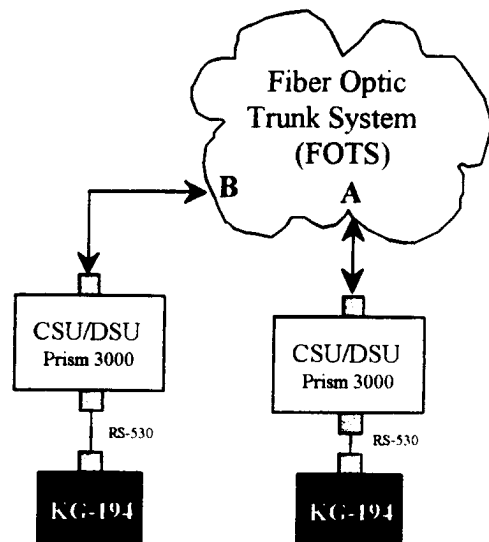 Fiber Optic
Trunk System
(FOTS)
B
A
CSU/DSU
Prism 3000
CSU/DSU
Prism 3000
RS-530
RS-530
KG-194
KG-194